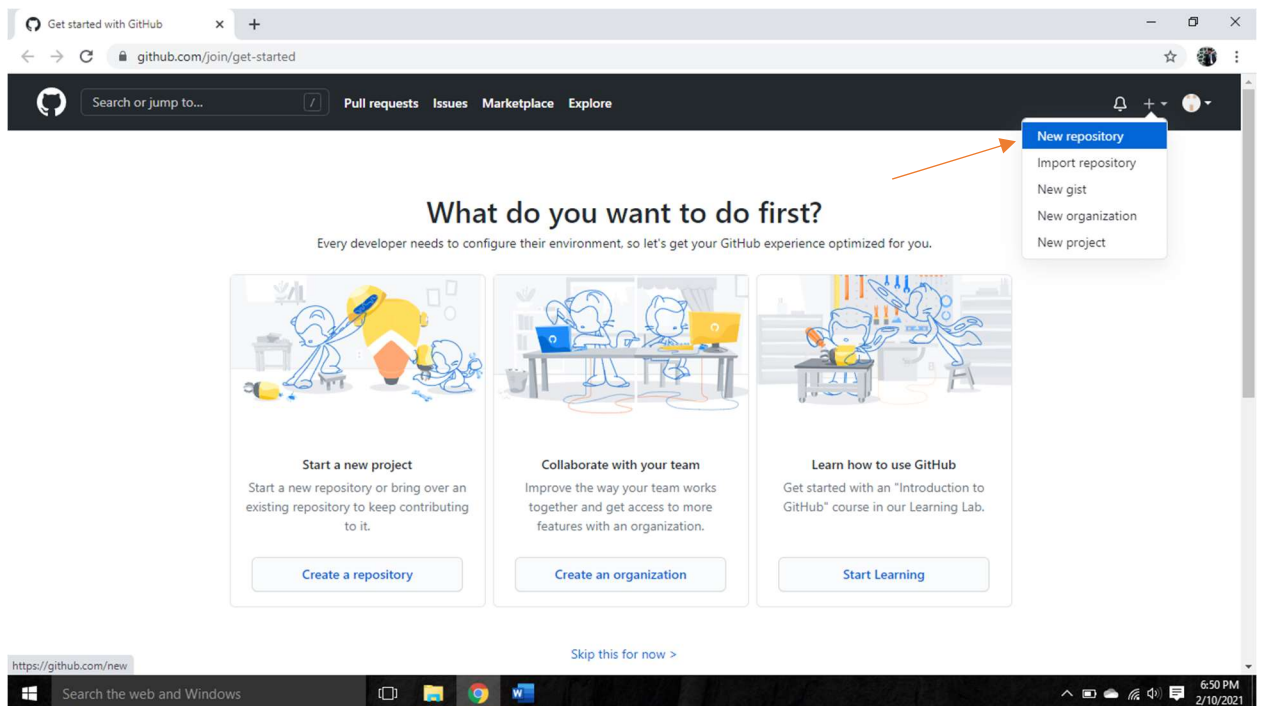 Get started with GitHub
github.com/join/get-started
Search or jump to... / Pull requests Issues Marketplace Explore
New repository
Import repository
New gist
New organization
New project
What do you want to do first?
Every developer needs to configure their environment, so let's get your GitHub experience optimized for you.
Start a new project
Start a new repository or bring over an
existing repository to keep contributing
to it.
Create a repository
Collaborate with your team
Improve the way your team works
together and get access to more
features with an organization.
Create an organization
Learn how to use GitHub
Get started with an "Introduction to
GitHub" course in our Learning Lab.
Start Learning
Skip this for now >
https://github.com/new
Search the web and Windows
W
6:50 PM
2/10/2021